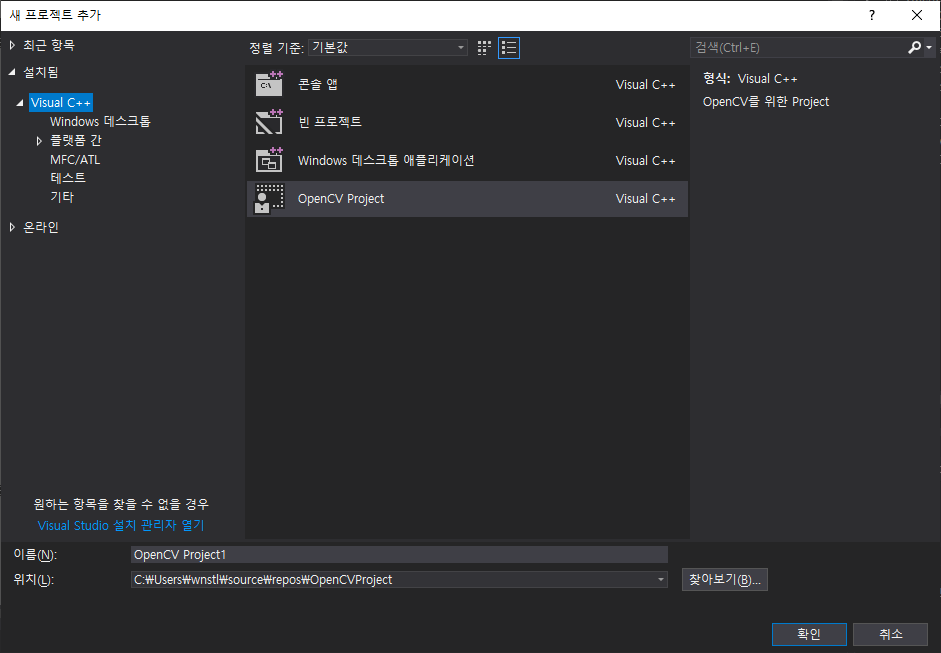 새 프로젝트 추가
?
최근 항목
설치됨
Visual C++
Windows 데스크톱
플랫폼 간
MFC/ATL
테스트
기타
온라인
원하는 항목을 찾을 수 없을 경우
Visual Studio 설치 관리자 열기
정렬 기준: 기본값
콘솔 앱 Visual C++
빈 프로젝트 Visual C++
Windows 데스크톱 애플리케이션 Visual C++
OpenCV Project Visual C++
검색(Ctrl+E)
형식: Visual C++
OpenCV를 위한 Project
이름(N): OpenCV Project1
위치(L): C:₩Users₩wnstl₩source₩repos₩OpenCVProject
찾아보기(B)...
확인 취소